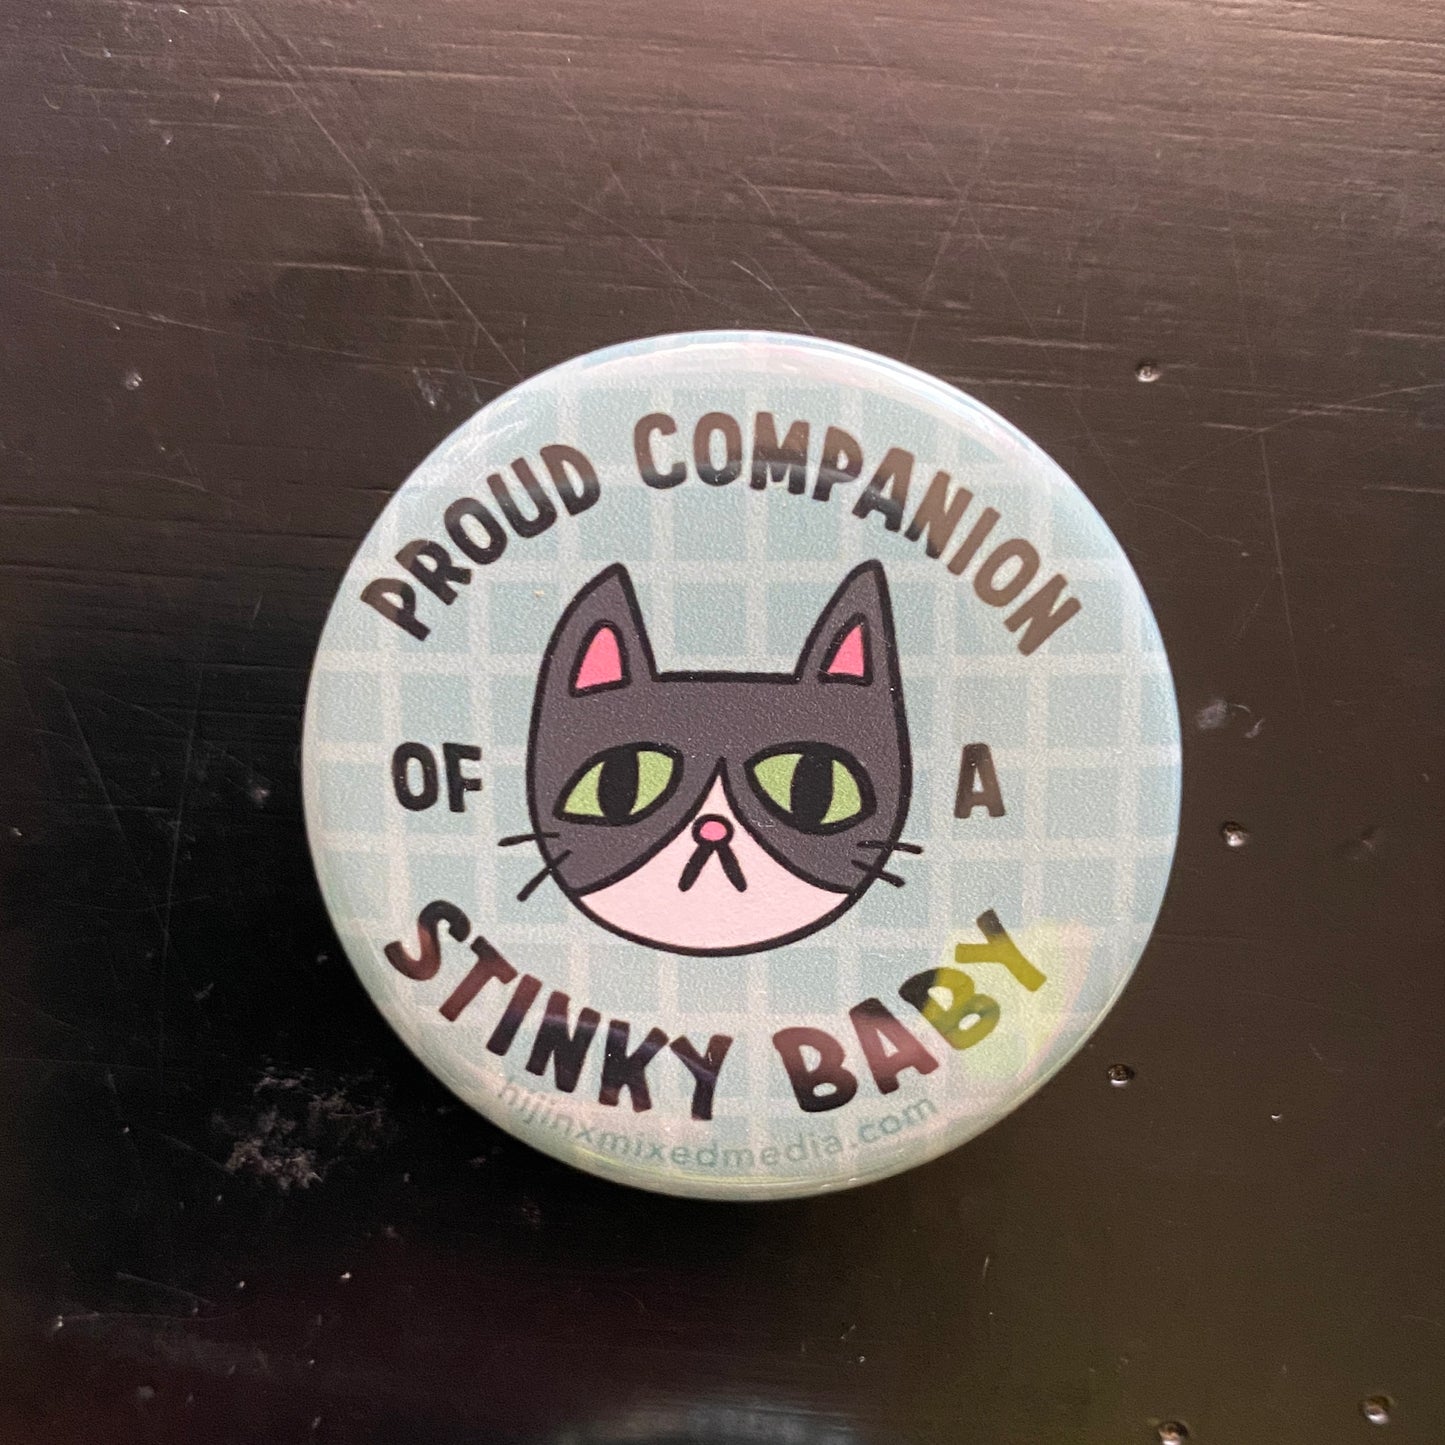 PROUD COMPANION
OF A
STINKY BABY
hijinxmixedmedia.com